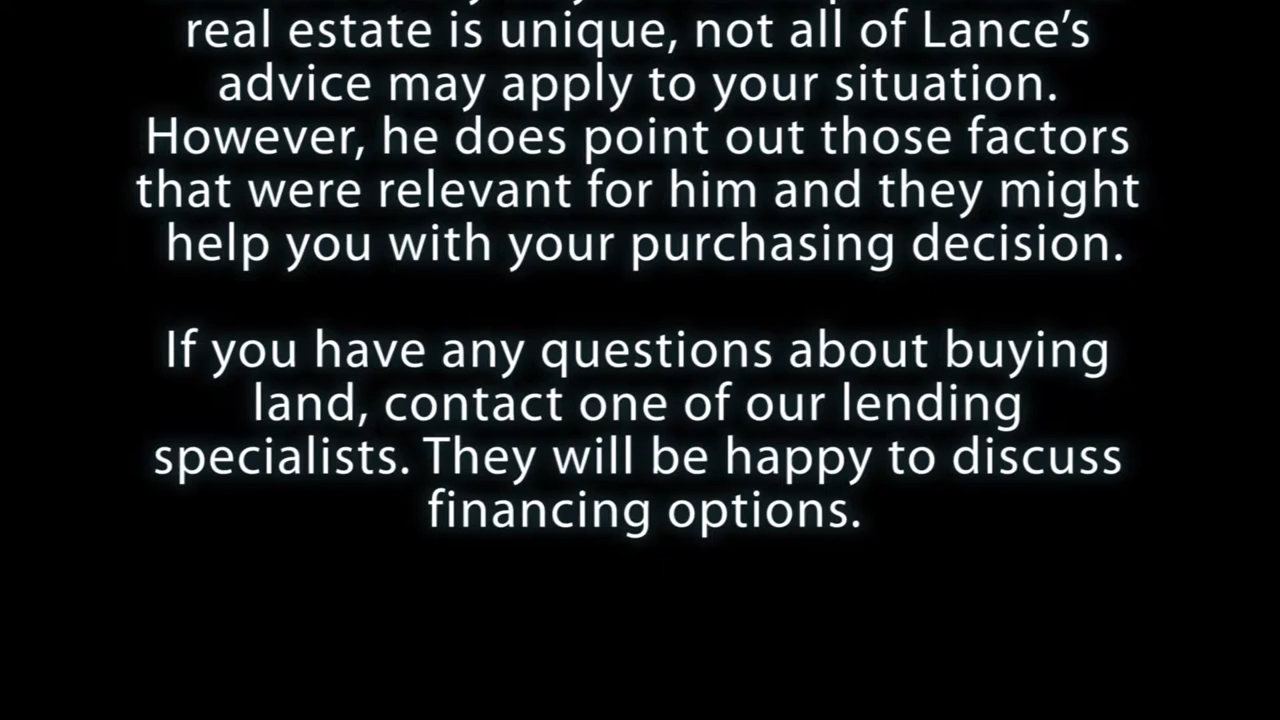 real estate is unique, not all of Lance’s
advice may apply to your situation.
However, he does point out those factors
that were relevant for him and they might
help you with your purchasing decision.
If you have any questions about buying
land, contact one of our lending
specialists. They will be happy to discuss
financing options.